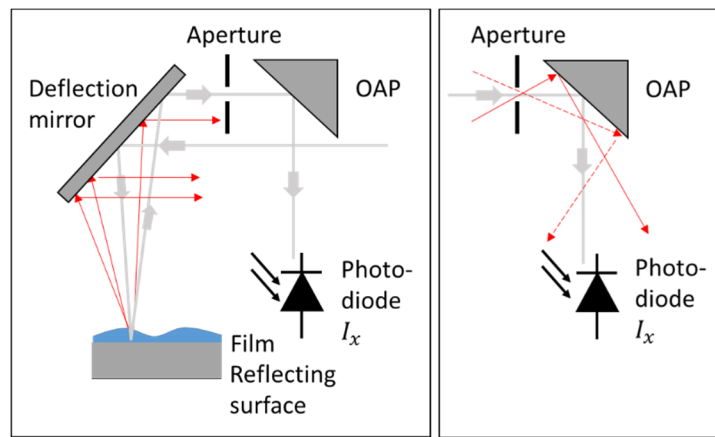 Aperture
Deflection
mirror
OAP
Photo-
diode
I_x
Film
Reflecting
surface
Aperture
OAP
Photo-
diode
I_x